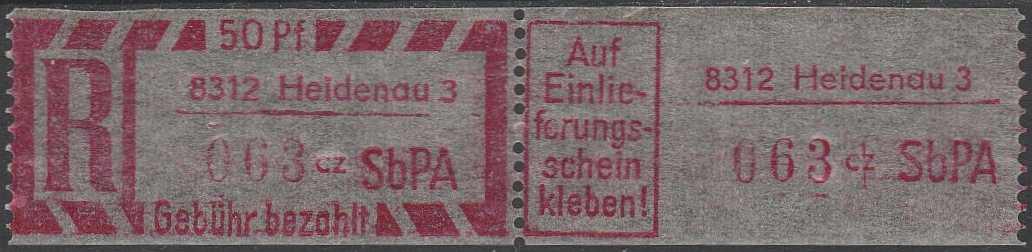 50 Pf
R
8312 Heidenau 3
063 cz SbPA
Gebühr bezahlt
Auf
Einlie-
ferungs-
schein
kleben!
8312 Heidenau 3
063 cz SbPA